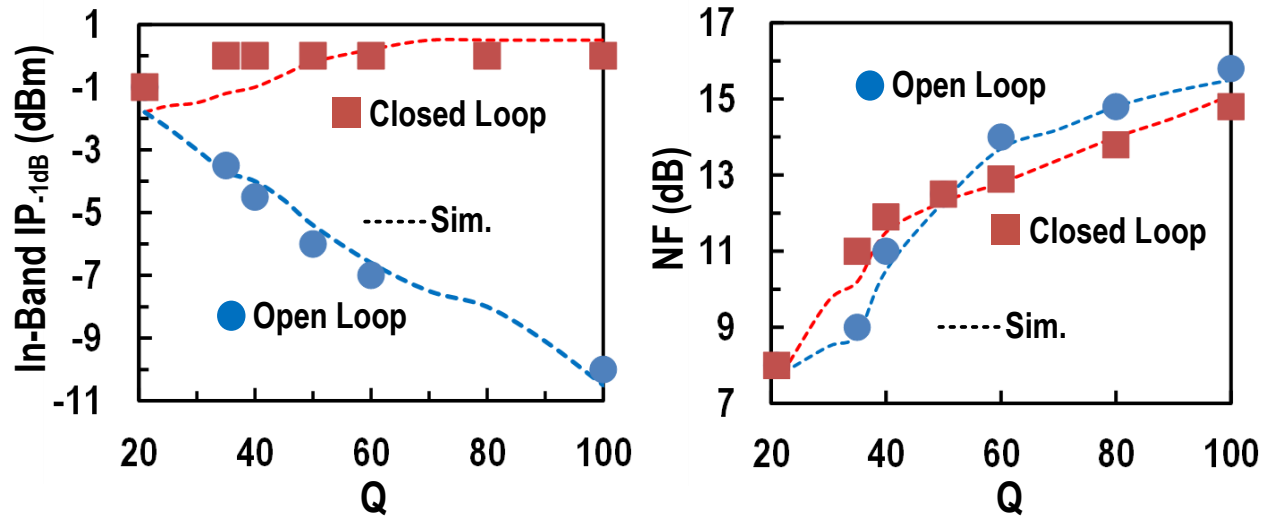 In-Band IP-1dB (dBm)
1
-1
-3
-5
-7
-9
-11
Closed Loop
Sim.
Open Loop
20 40 60 80 100
Q
NF (dB)
17
15
13
11
9
7
Open Loop
Closed Loop
Sim.
20 40 60 80 100
Q